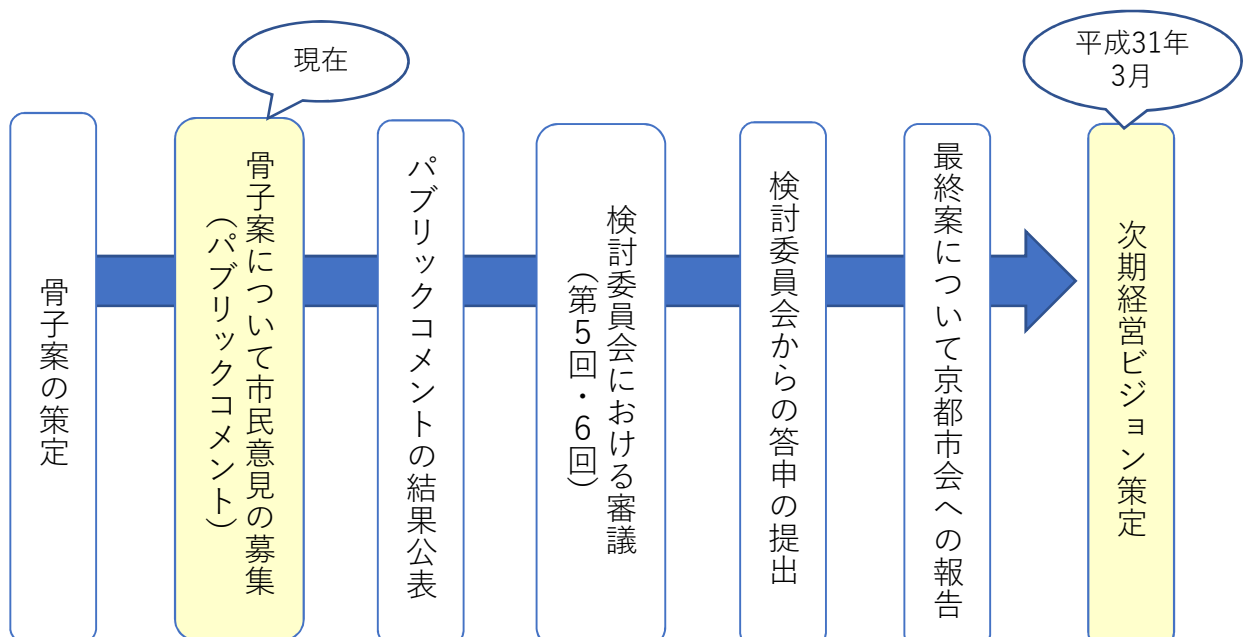 現在
平成31年
3月
骨子案の策定
骨子案について市民意見の募集
（パブリックコメント）
パブリックコメントの結果公表
検討委員会における審議
（第5回・6回）
検討委員会からの答申の提出
最終案について京都市会への報告
次期経営ビジョン策定